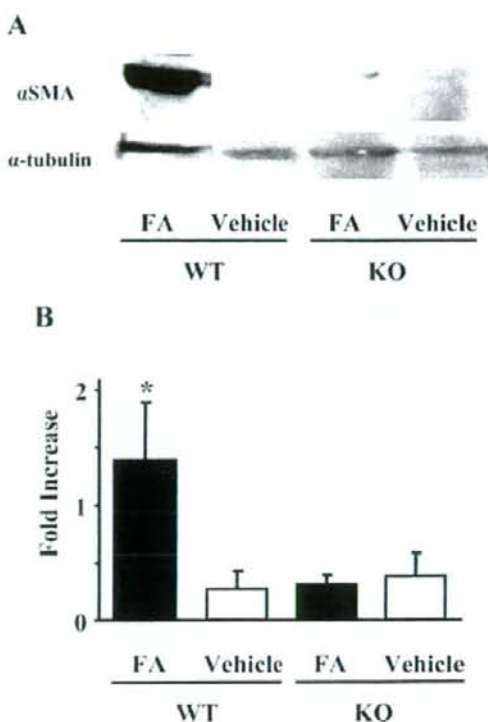 A
αSMA
α-tubulin
FA Vehicle FA Vehicle
WT KO
B
2
*
Fold Increase
1
0
FA Vehicle FA Vehicle
WT KO